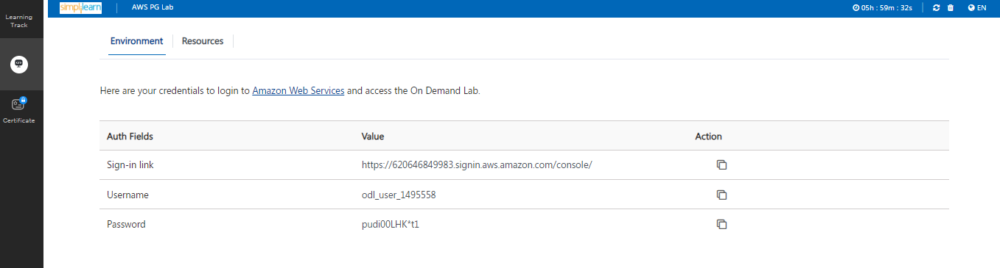 Learning
Track
simplilearn
AWS PG Lab
05h : 59m : 32s
EN
Environment
Resources
Here are your credentials to login to Amazon Web Services and access the On Demand Lab.
Auth Fields Value Action
Sign-in link https://620646849983.signin.aws.amazon.com/console/
Username odl_user_1495558
Password pudi00LHK*t1
Certificate